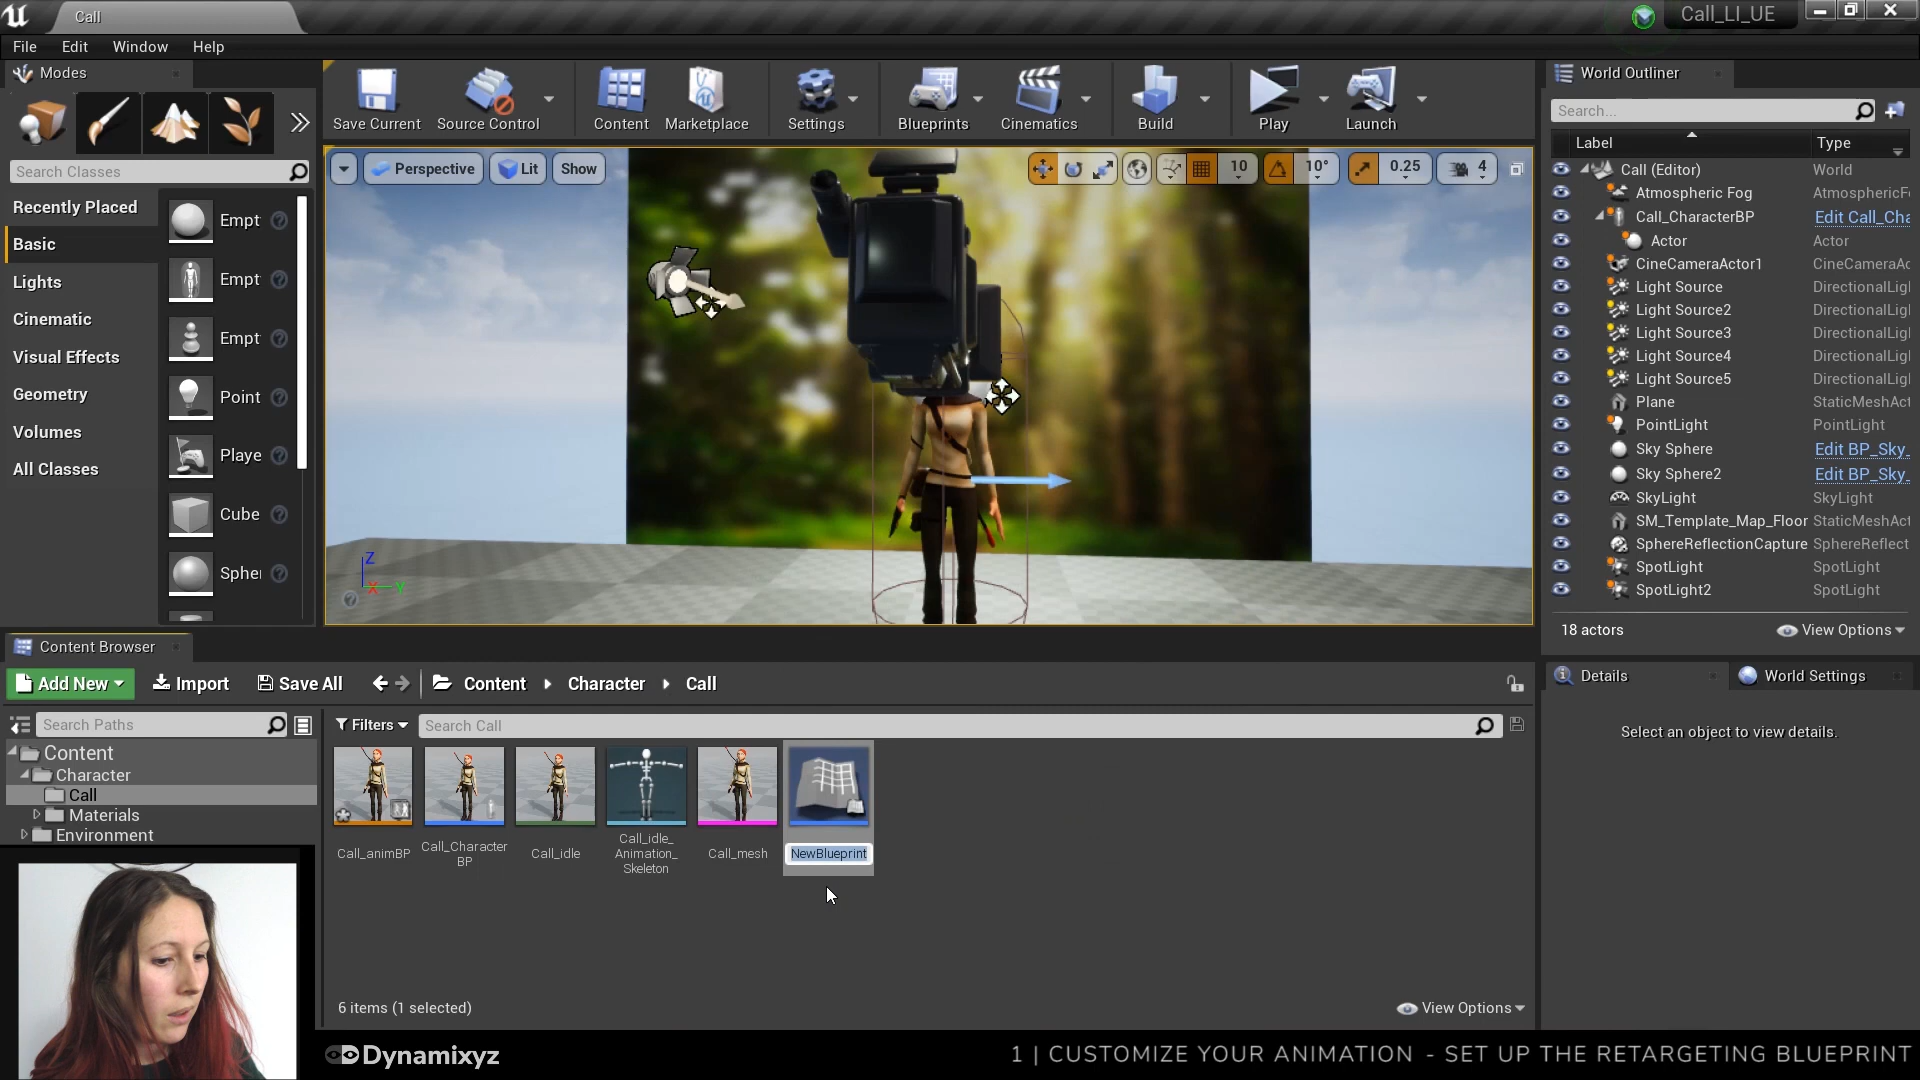 Call
Call_LI_UE
File Edit Window Help
Modes
Save Current Source Control Content Marketplace Settings Blueprints Cinematics Build Play Launch
World Outliner
Search...
Label Type
Search Classes
Perspective Lit Show 10 10° 0.25 4
Recently Placed
Basic
Lights
Cinematic
Visual Effects
Geometry
Volumes
All Classes
Empt
Empt
Empt
Point
Playe
Cube
Spher
Z
X Y
Call (Editor) World
Atmospheric Fog AtmosphericF
Call_CharacterBP Edit Call_Cha
Actor Actor
CineCameraActor1 CineCameraAc
Light Source DirectionalLigh
Light Source2 DirectionalLigh
Light Source3 DirectionalLigh
Light Source4 DirectionalLigh
Light Source5 DirectionalLigh
Plane StaticMeshAct
PointLight PointLight
Sky Sphere Edit BP_Sky_
Sky Sphere2 Edit BP_Sky_
SkyLight SkyLight
SM_Template_Map_Floor StaticMeshAct
SphereReflectionCapture SphereReflect
SpotLight SpotLight
SpotLight2 SpotLight
18 actors View Options
Content Browser
Add New Import Save All Content Character Call
Details World Settings
Search Paths
Filters Search Call
Select an object to view details.
Content
Character
Call
Materials
Environment
Call_animBP
Call_Character
BP
Call_idle
Call_idle_
Animation_
Skeleton
Call_mesh
NewBlueprint
6 items (1 selected) View Options
Dynamixyz
1 | CUSTOMIZE YOUR ANIMATION - SET UP THE RETARGETING BLUEPRINT